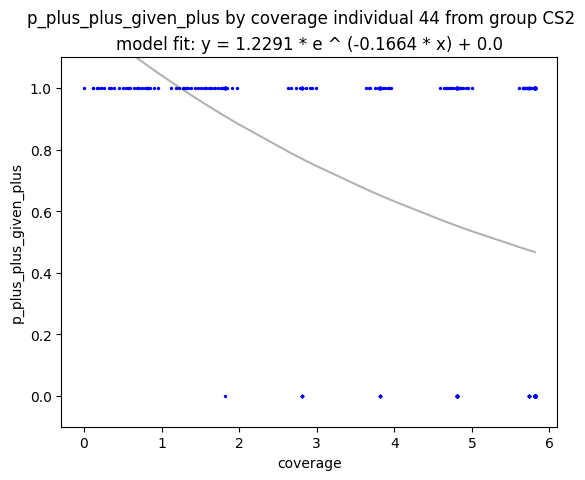 p_plus_plus_given_plus by coverage individual 44 from group CS2
model fit: y = 1.2291 * e ^ (-0.1664 * x) + 0.0
1.0
0.8
0.6
0.4
0.2
0.0
p_plus_plus_given_plus
0 1 2 3 4 5 6
coverage